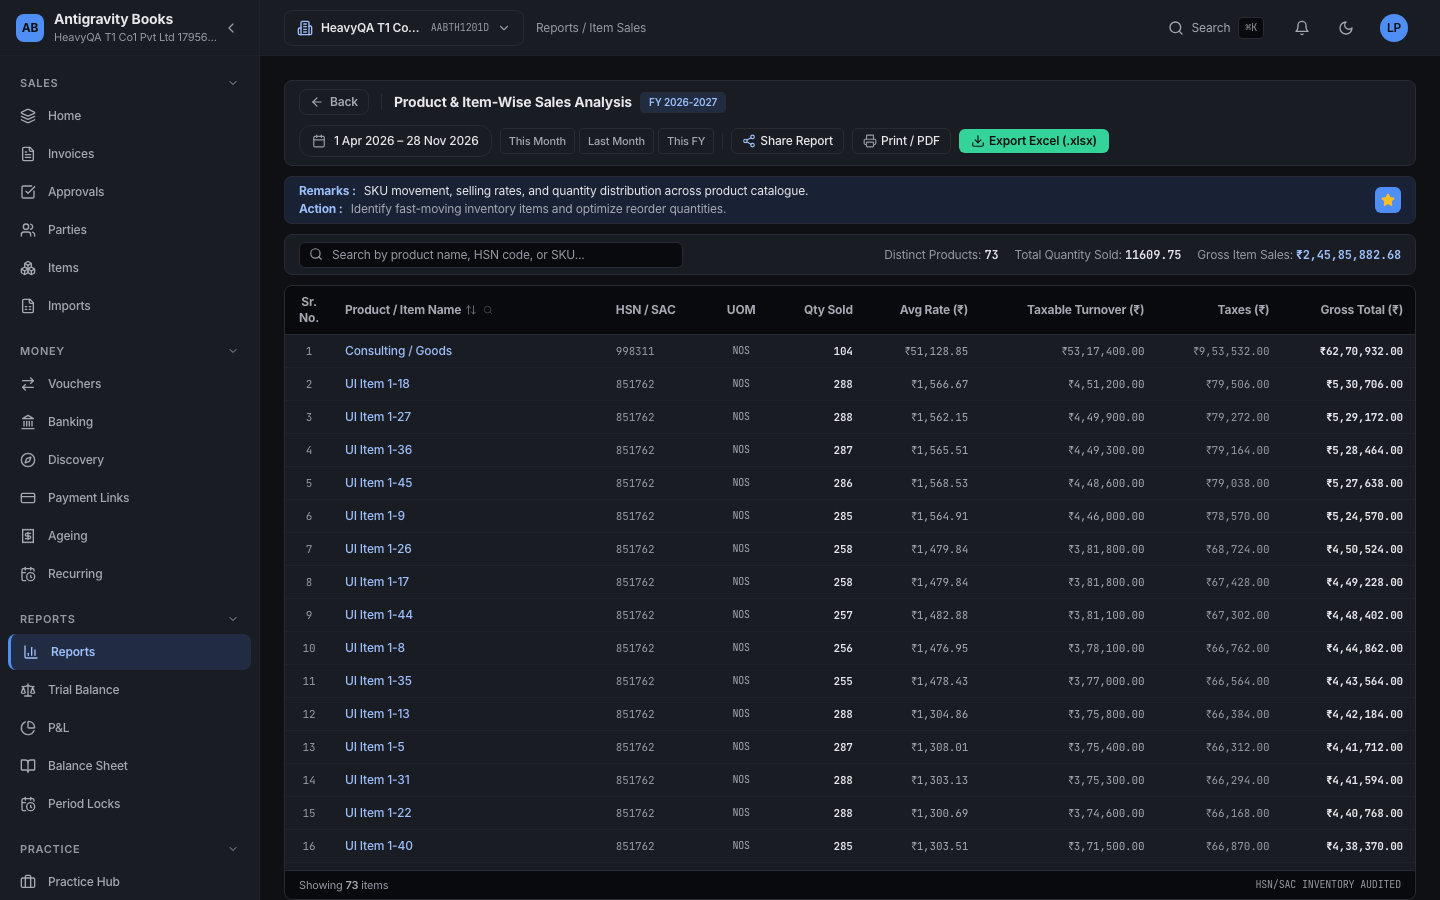 AB
Antigravity Books
HeavyQA T1 Co1 Pvt Ltd 17956...
HeavyQA T1 Co... AABTH1201D
Reports / Item Sales
Search ⌘K
LP
SALES
Home
Invoices
Approvals
Parties
Items
Imports
MONEY
Vouchers
Banking
Discovery
Payment Links
Ageing
Recurring
REPORTS
Reports
Trial Balance
P&L
Balance Sheet
Period Locks
PRACTICE
Practice Hub
Back
Product & Item-Wise Sales Analysis FY 2026-2027
1 Apr 2026 – 28 Nov 2026 This Month Last Month This FY Share Report Print / PDF Export Excel (.xlsx)
Remarks : SKU movement, selling rates, and quantity distribution across product catalogue.
Action : Identify fast-moving inventory items and optimize reorder quantities.
Search by product name, HSN code, or SKU...
Distinct Products: 73 Total Quantity Sold: 11609.75 Gross Item Sales: ₹2,45,85,882.68
Sr. No. Product / Item Name HSN / SAC UOM Qty Sold Avg Rate (₹) Taxable Turnover (₹) Taxes (₹) Gross Total (₹)
1 Consulting / Goods 998311 NOS 104 ₹51,128.85 ₹53,17,400.00 ₹9,53,532.00 ₹62,70,932.00
2 UI Item 1-18 851762 NOS 288 ₹1,566.67 ₹4,51,200.00 ₹79,506.00 ₹5,30,706.00
3 UI Item 1-27 851762 NOS 288 ₹1,562.15 ₹4,49,900.00 ₹79,272.00 ₹5,29,172.00
4 UI Item 1-36 851762 NOS 287 ₹1,565.51 ₹4,49,300.00 ₹79,164.00 ₹5,28,464.00
5 UI Item 1-45 851762 NOS 286 ₹1,568.53 ₹4,48,600.00 ₹79,038.00 ₹5,27,638.00
6 UI Item 1-9 851762 NOS 285 ₹1,564.91 ₹4,46,000.00 ₹78,570.00 ₹5,24,570.00
7 UI Item 1-26 851762 NOS 258 ₹1,479.84 ₹3,81,800.00 ₹68,724.00 ₹4,50,524.00
8 UI Item 1-17 851762 NOS 258 ₹1,479.84 ₹3,81,800.00 ₹67,428.00 ₹4,49,228.00
9 UI Item 1-44 851762 NOS 257 ₹1,482.88 ₹3,81,100.00 ₹67,302.00 ₹4,48,402.00
10 UI Item 1-8 851762 NOS 256 ₹1,476.95 ₹3,78,100.00 ₹66,762.00 ₹4,44,862.00
11 UI Item 1-35 851762 NOS 255 ₹1,478.43 ₹3,77,000.00 ₹66,564.00 ₹4,43,564.00
12 UI Item 1-13 851762 NOS 288 ₹1,304.86 ₹3,75,800.00 ₹66,384.00 ₹4,42,184.00
13 UI Item 1-5 851762 NOS 287 ₹1,308.01 ₹3,75,400.00 ₹66,312.00 ₹4,41,712.00
14 UI Item 1-31 851762 NOS 288 ₹1,303.13 ₹3,75,300.00 ₹66,294.00 ₹4,41,594.00
15 UI Item 1-22 851762 NOS 288 ₹1,300.69 ₹3,74,600.00 ₹66,168.00 ₹4,40,768.00
16 UI Item 1-40 851762 NOS 285 ₹1,303.51 ₹3,71,500.00 ₹66,870.00 ₹4,38,370.00
Showing 73 items
HSN/SAC INVENTORY AUDITED